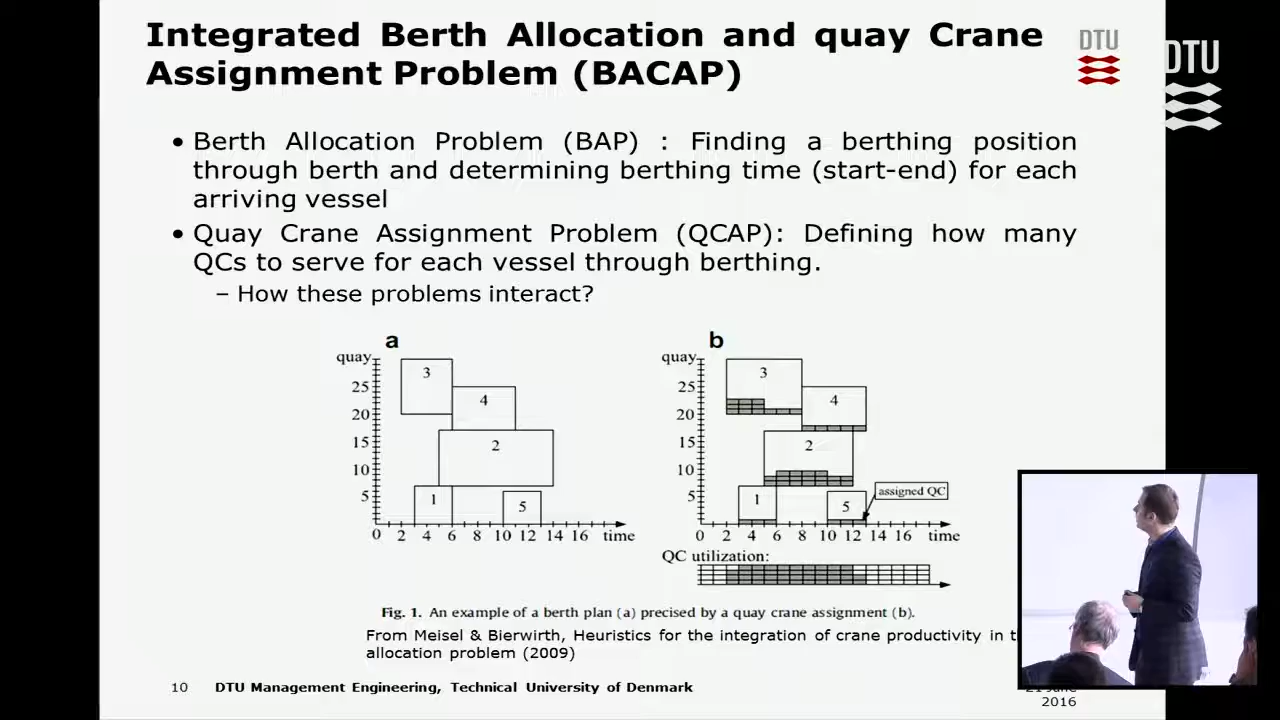 Integrated Berth Allocation and quay Crane
Assignment Problem (BACAP)
DTU
DTU
• Berth Allocation Problem (BAP) : Finding a berthing position
through berth and determining berthing time (start-end) for each
arriving vessel
• Quay Crane Assignment Problem (QCAP): Defining how many
QCs to serve for each vessel through berthing.
– How these problems interact?
a
quay
25
20
15
10
5
3
4
2
1
5
0 2 4 6 8 10 12 14 16 time
b
quay
25
20
15
10
5
3
4
2
1
5
assigned QC
0 2 4 6 8 10 12 14 16 time
QC utilization:
Fig. 1. An example of a berth plan (a) precised by a quay crane assignment (b).
From Meisel & Bierwirth, Heuristics for the integration of crane productivity in
allocation problem (2009)
10 DTU Management Engineering, Technical University of Denmark
21 June
2016